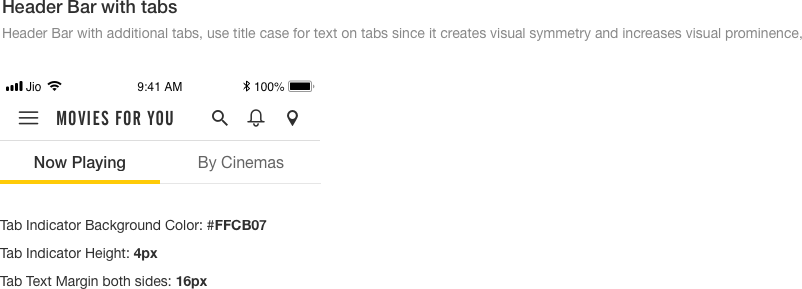 Header Bar with tabs
Header Bar with additional tabs, use title case for text on tabs since it creates visual symmetry and increases visual prominence,
Jio 9:41 AM 100%
MOVIES FOR YOU
Now Playing By Cinemas
Tab Indicator Background Color: #FFCB07
Tab Indicator Height: 4px
Tab Text Margin both sides: 16px